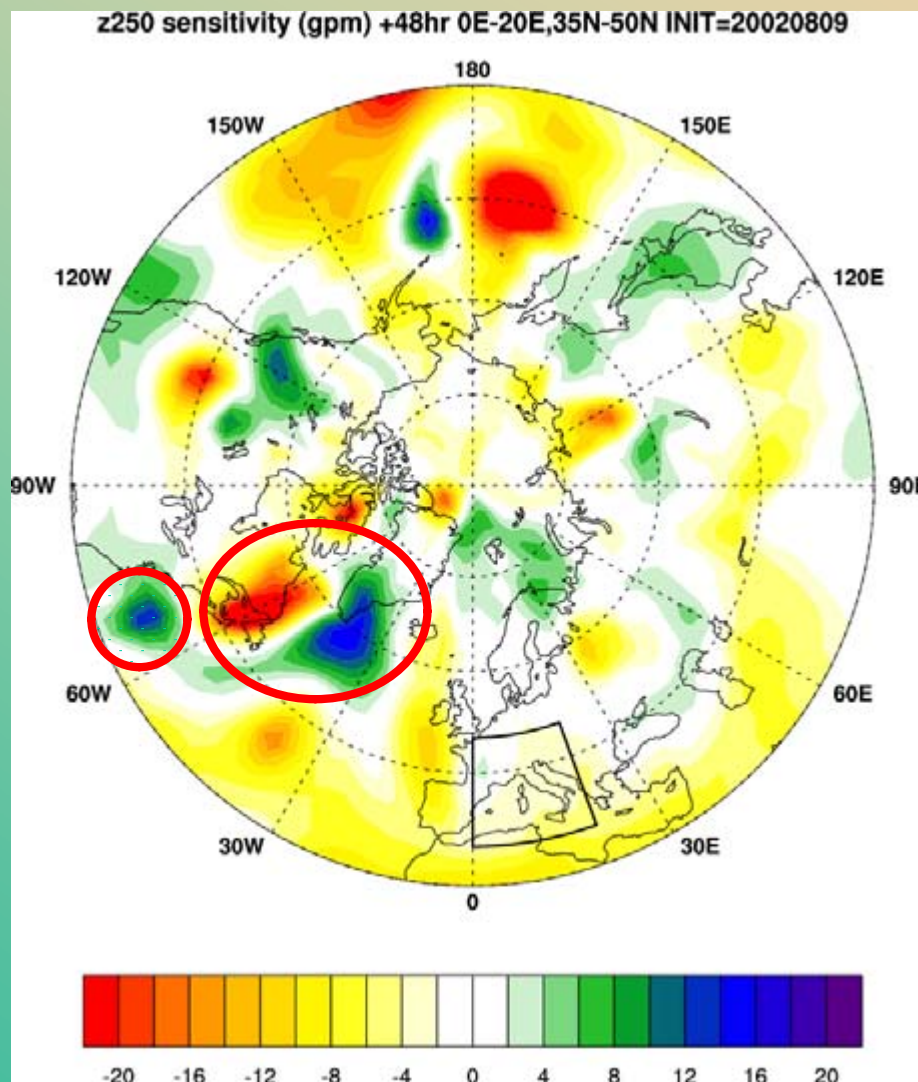 z250 sensitivity (gpm) +48hr 0E-20E,35N-50N INIT=20020809
180
150W
150E
120W
120E
90W
90E
60W
60E
30W
30E
0
-20 -16 -12 -8 -4 0 4 8 12 16 20